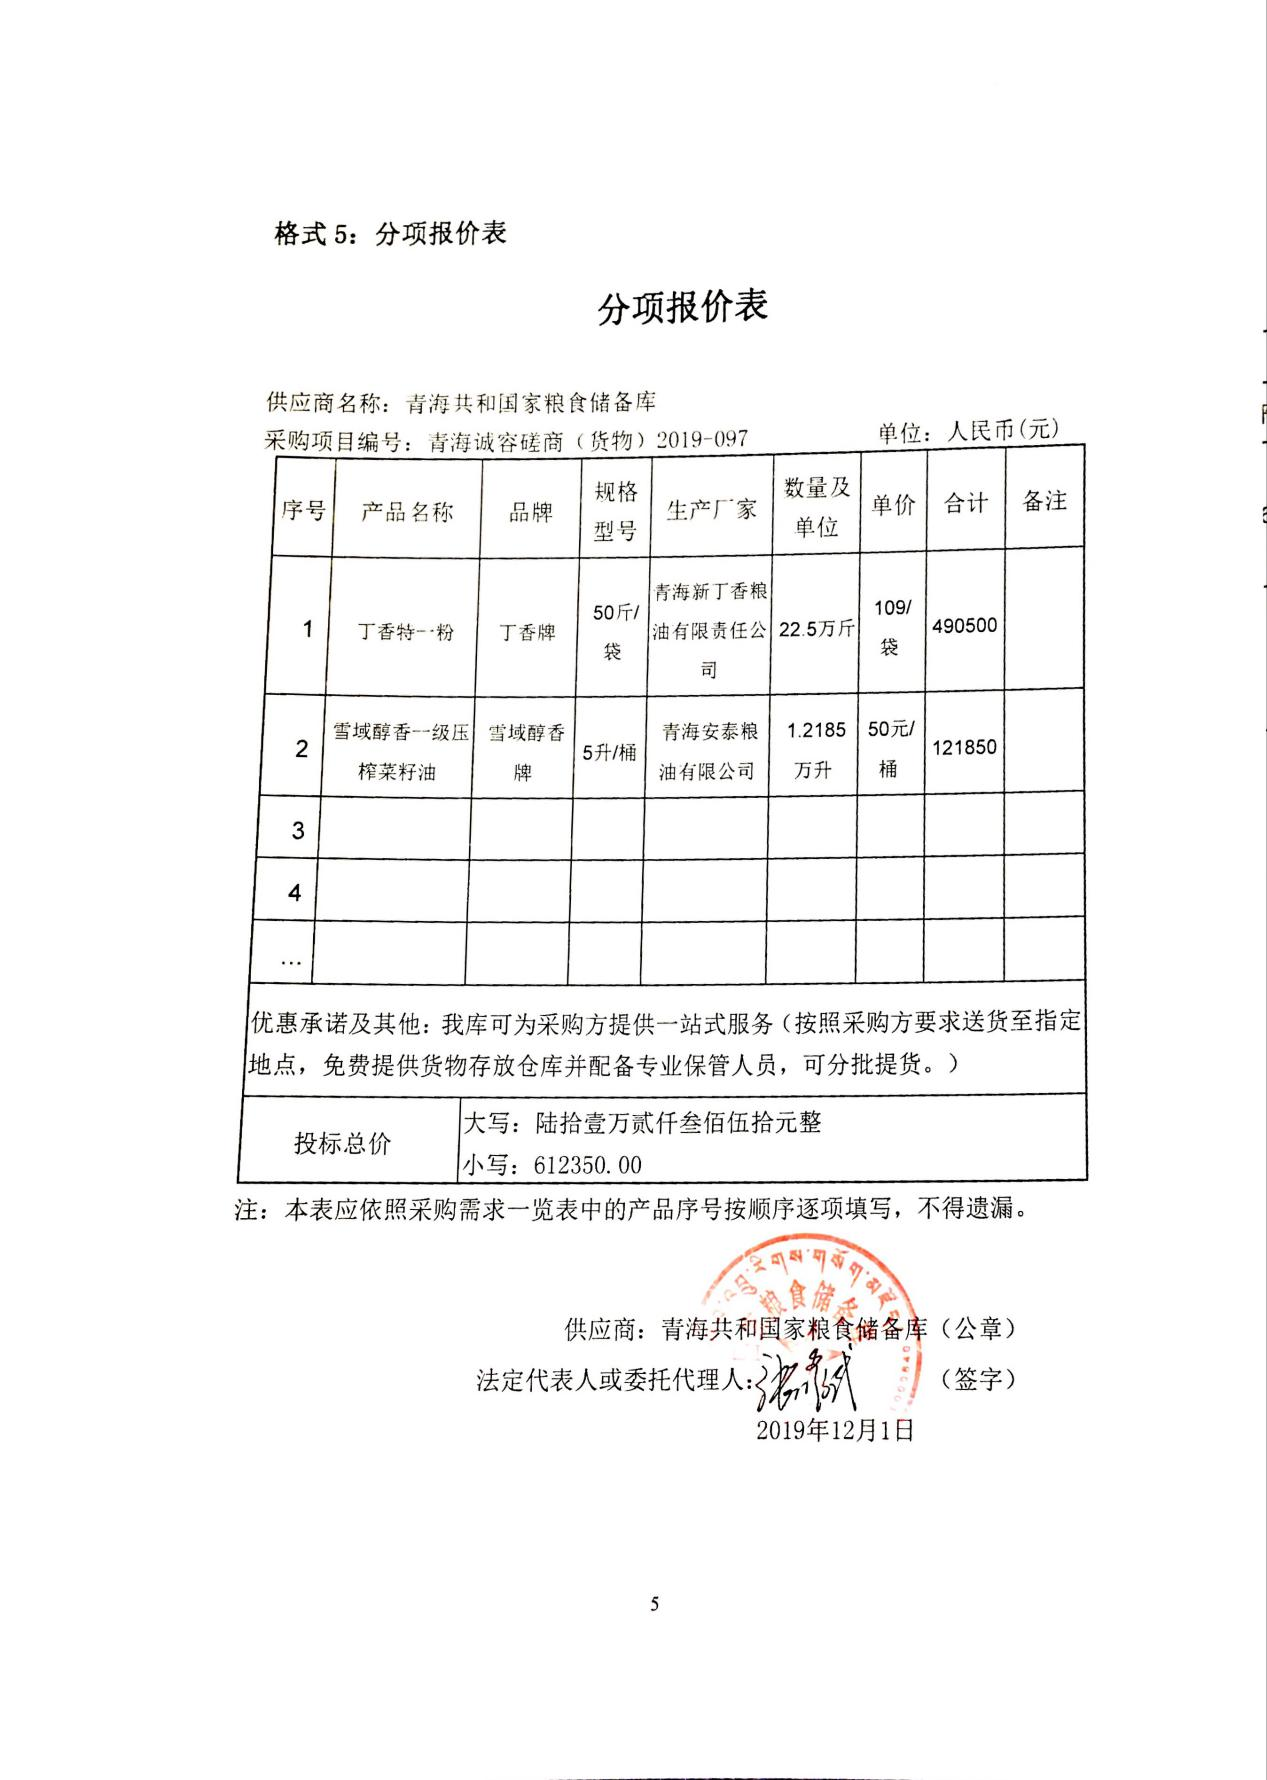 格式 5：分项报价表
分项报价表
供应商名称：青海共和国家粮食储备库
采购项目编号：青海诚容磋商（货物）2019-097 单位：人民币(元)
序号 产品名称 品牌 规格型号 生产厂家 数量及单位 单价 合计 备注
1 丁香特一粉 丁香牌 50斤/袋 青海新丁香粮油有限责任公司 22.5万斤 109/袋 490500
2 雪域醇香一级压榨菜籽油 雪域醇香牌 5升/桶 青海安泰粮油有限公司 1.2185万升 50元/桶 121850
3
4
…
优惠承诺及其他：我库可为采购方提供一站式服务（按照采购方要求送货至指定
地点，免费提供货物存放仓库并配备专业保管人员，可分批提货。）
投标总价
大写：陆拾壹万贰仟叁佰伍拾元整
小写：612350.00
注：本表应依照采购需求一览表中的产品序号按顺序逐项填写，不得遗漏。
粮食储备
供应商：青海共和国家粮食储备库（公章）
法定代表人或委托代理人： （签字）
2019年12月1日
5